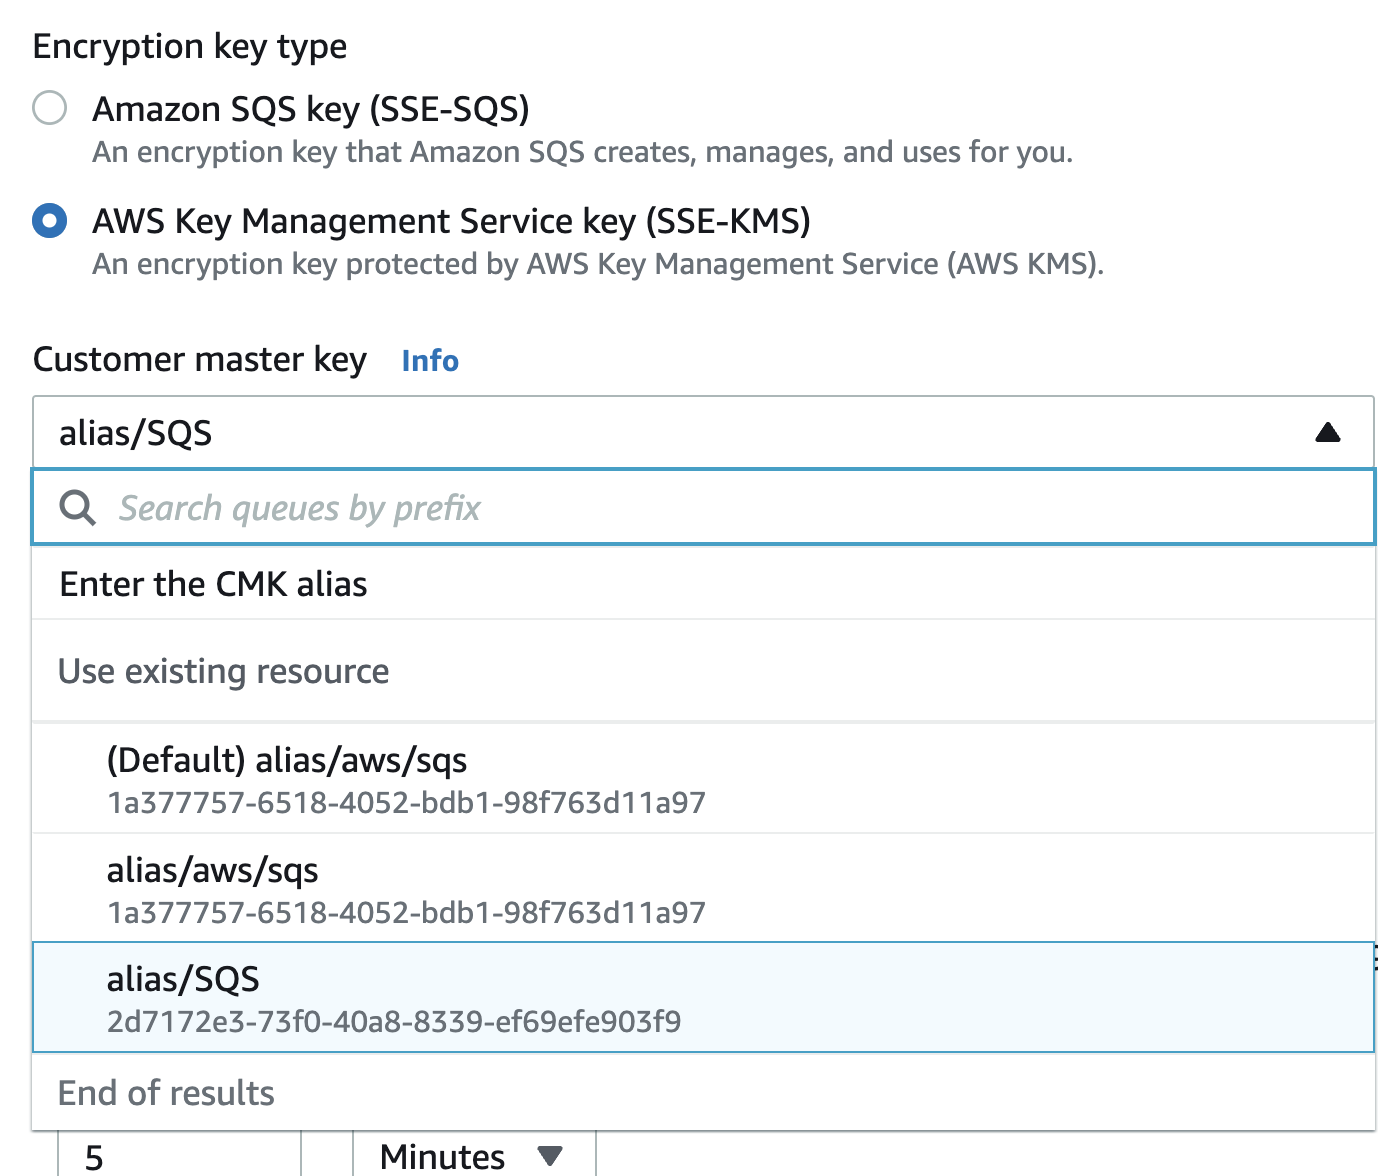 Encryption key type
Amazon SQS key (SSE-SQS)
An encryption key that Amazon SQS creates, manages, and uses for you.
AWS Key Management Service key (SSE-KMS)
An encryption key protected by AWS Key Management Service (AWS KMS).
Customer master key Info
alias/SQS
Search queues by prefix
Enter the CMK alias
Use existing resource
(Default) alias/aws/sqs
1a377757-6518-4052-bdb1-98f763d11a97
alias/aws/sqs
1a377757-6518-4052-bdb1-98f763d11a97
alias/SQS
2d7172e3-73f0-40a8-8339-ef69efe903f9
End of results
5 Minutes